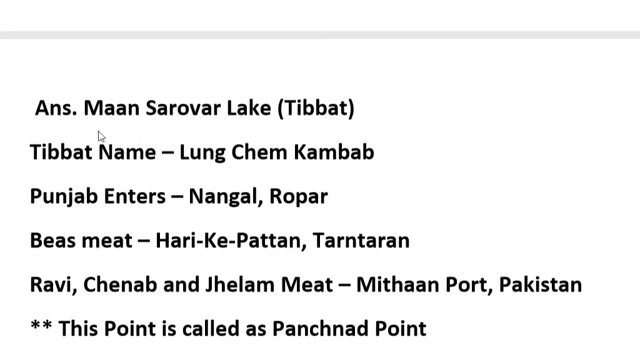 Ans. Maan Sarovar Lake (Tibbat)
Tibbat Name – Lung Chem Kambab
Punjab Enters – Nangal, Ropar
Beas meat – Hari-Ke-Pattan, Tarntaran
Ravi, Chenab and Jhelam Meat – Mithaan Port, Pakistan
** This Point is called as Panchnad Point